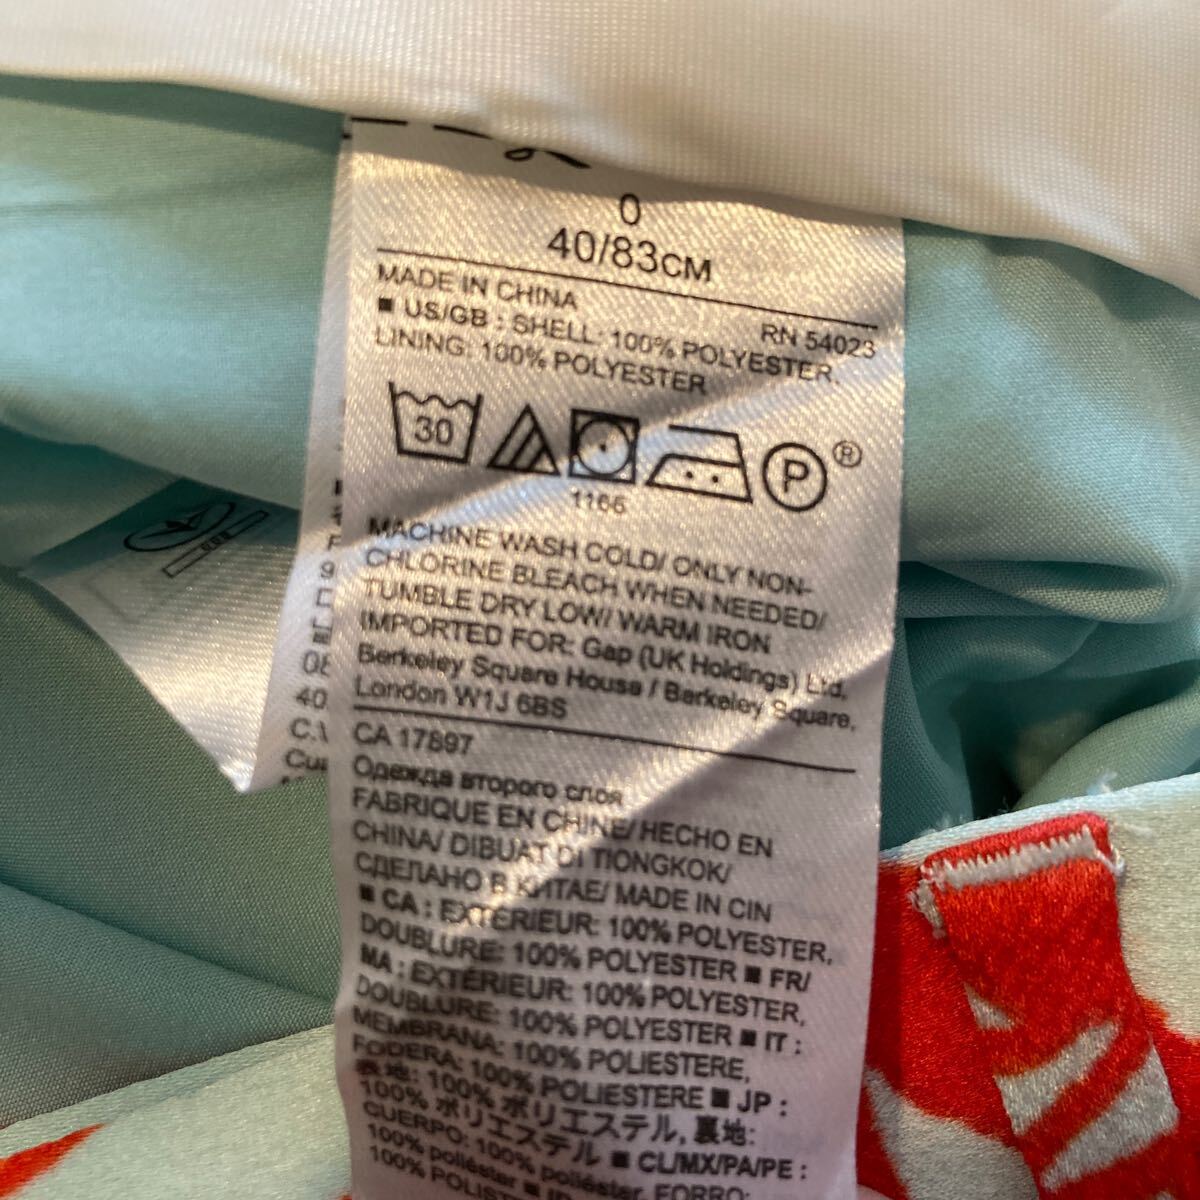 0
40/83CM
MADE IN CHINA RN 54023
■ US/GB : SHELL: 100% POLYESTER,
LINING: 100% POLYESTER
30 P ®
1166
MACHINE WASH COLD/ ONLY NON-
CHLORINE BLEACH WHEN NEEDED/
TUMBLE DRY LOW/ WARM IRON
IMPORTED FOR: Gap (UK Holdings) Ltd.
Berkeley Square House / Berkeley Square,
London W1J 6BS
CA 17897
Одежда второго слоя
FABRIQUE EN CHINE/ HECHO EN
CHINA/ DIBUAT DI TIONGKOK/
СДЕЛАНО В КИТАЕ/ MADE IN CIN
■ CA : EXTÉRIEUR: 100% POLYESTER,
DOUBLURE: 100% POLYESTER ■ FR/
MA : EXTÉRIEUR: 100% POLYESTER,
DOUBLURE: 100% POLYESTER ■ IT :
MEMBRANA: 100% POLIESTERE,
FODERA: 100% POLIESTERE ■ JP :
表地: 100% ポリエステル, 裏地:
100% ポリエステル ■ CL/MX/PA/PE :
CUERPO: 100% poliéster, FORRO:
100% poliéster
08
40
C.V